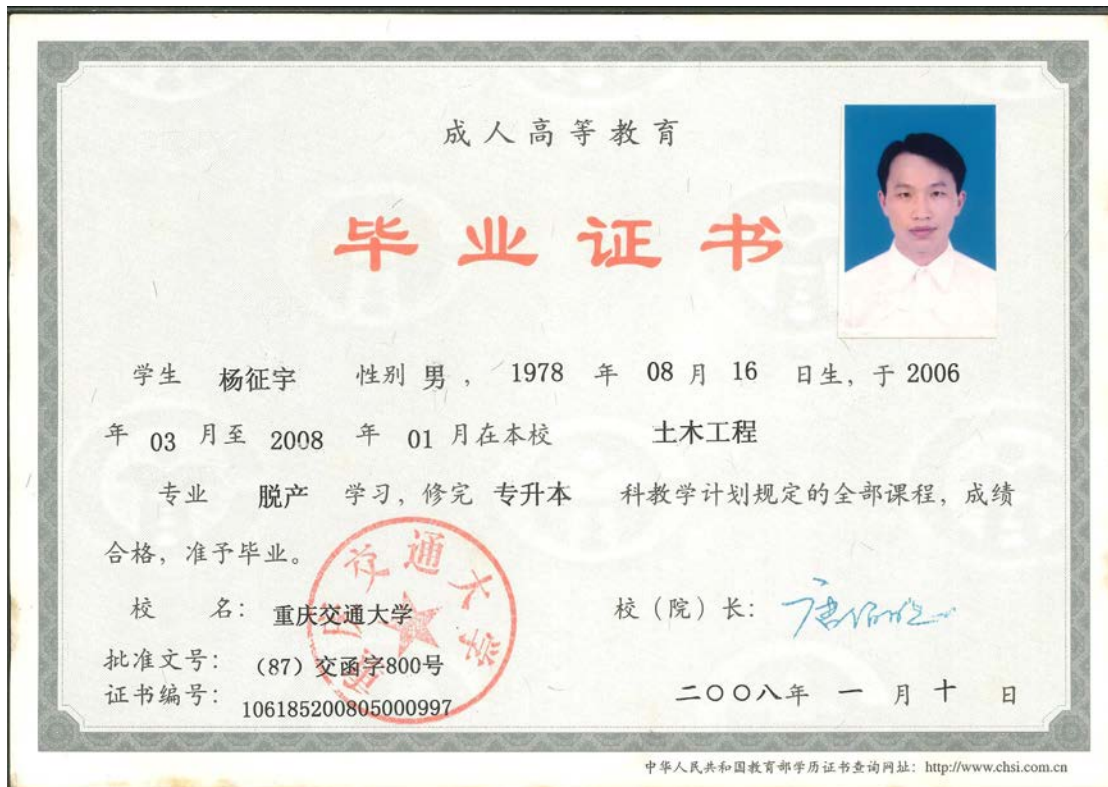 成人高等教育
毕业证书
学生 杨征宇 性别 男 ， 1978 年 08 月 16 日生，于 2006
年 03 月至 2008 年 01 月在本校 土木工程
专业 脱产 学习，修完 专升本 科教学计划规定的全部课程，成绩
合格，准予毕业。
校 名： 重庆交通大学
校（院）长：
批准文号： （87）交函字800号
证书编号： 106185200805000997
二〇〇八年 一 月 十 日
重庆交通大学
中华人民共和国教育部学历证书查询网址：http://www.chsi.com.cn